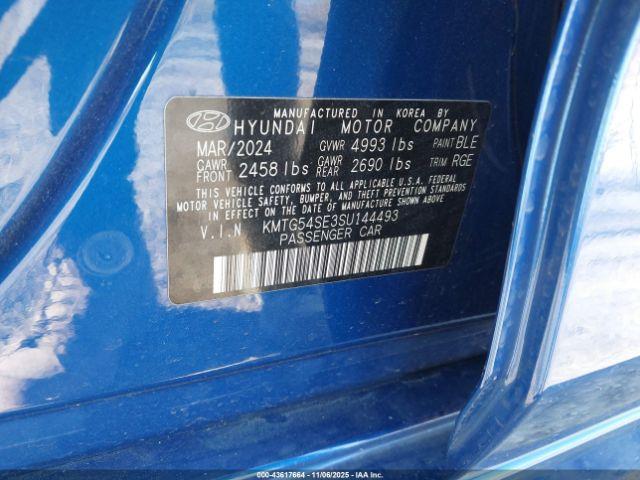 MANUFACTURED IN KOREA BY
HYUNDAI MOTOR COMPANY
MAR/2024 GVWR 4993 lbs PAINT BLE
GAWR FRONT 2458 lbs GAWR REAR 2690 lbs TRIM RGE
THIS VEHICLE CONFORMS TO ALL APPLICABLE U.S.A. FEDERAL
MOTOR VEHICLE SAFETY, BUMPER, AND THEFT PREVENTION STANDARDS
IN EFFECT ON THE DATE OF MANUFACTURE SHOWN ABOVE.
V.I.N KMTG54SE3SU144493
PASSENGER CAR
000-43617664 - 11/06/2025 - IAAI.COM